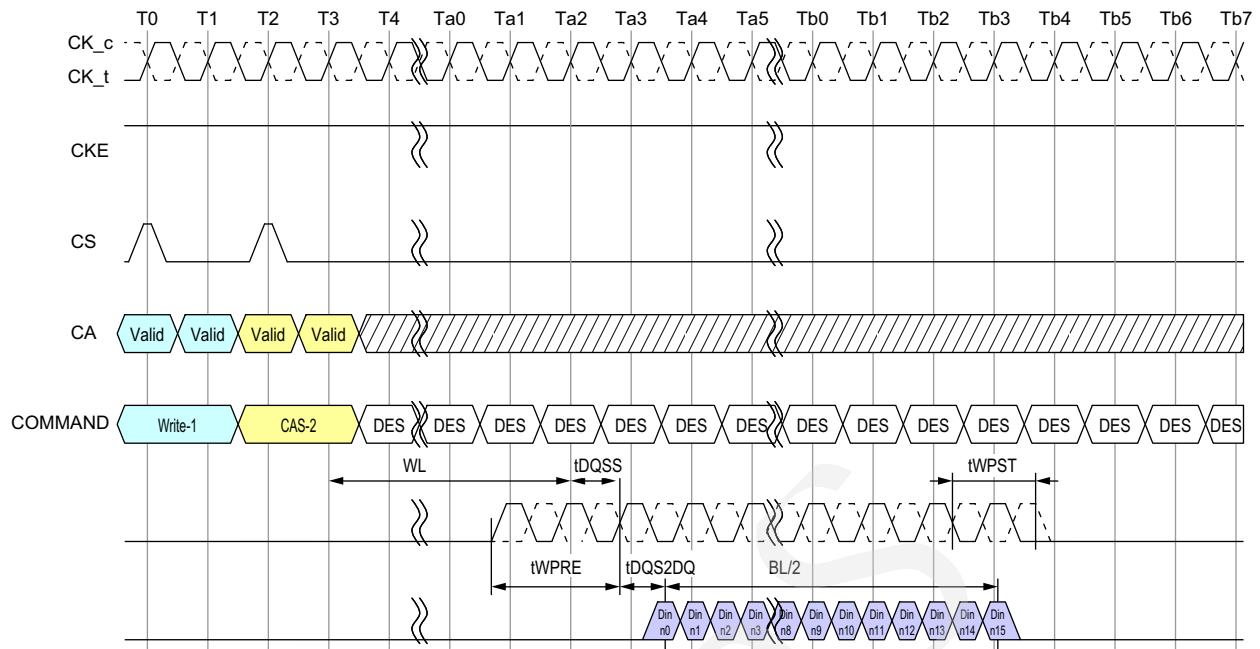 T0 T1 T2 T3 T4 Ta0 Ta1 Ta2 Ta3 Ta4 Ta5 Tb0 Tb1 Tb2 Tb3 Tb4 Tb5 Tb6 Tb7
CK_c
CK_t
CKE
CS
CA Valid Valid Valid Valid
COMMAND Write-1 CAS-2 DES DES DES DES DES DES DES DES DES DES DES DES DES DES DES
WL tDQSS tWPST
tWPRE tDQS2DQ BL/2
Din Din Din Din Din Din Din Din Din Din Din Din
n0 n1 n2 n3 n8 n9 n10 n11 n12 n13 n14 n15